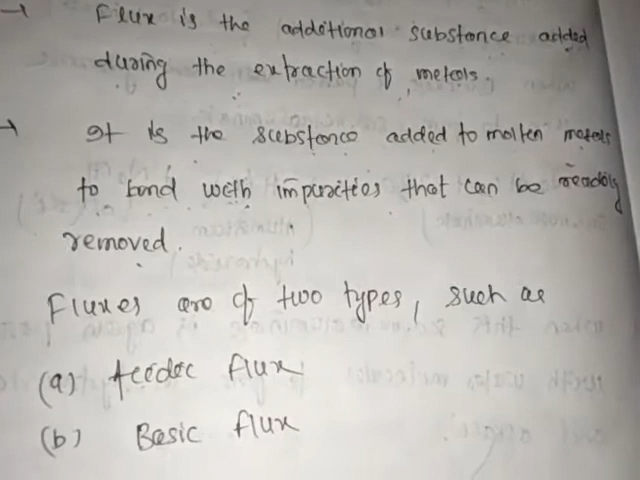 → Flux is the additional substance added
during the extraction of metals.
→ It is the substance added to molten metals
to bond with impurities that can be readily
removed.
Fluxes are of two types, such as
(a) Acedec flux
(b) Basic flux